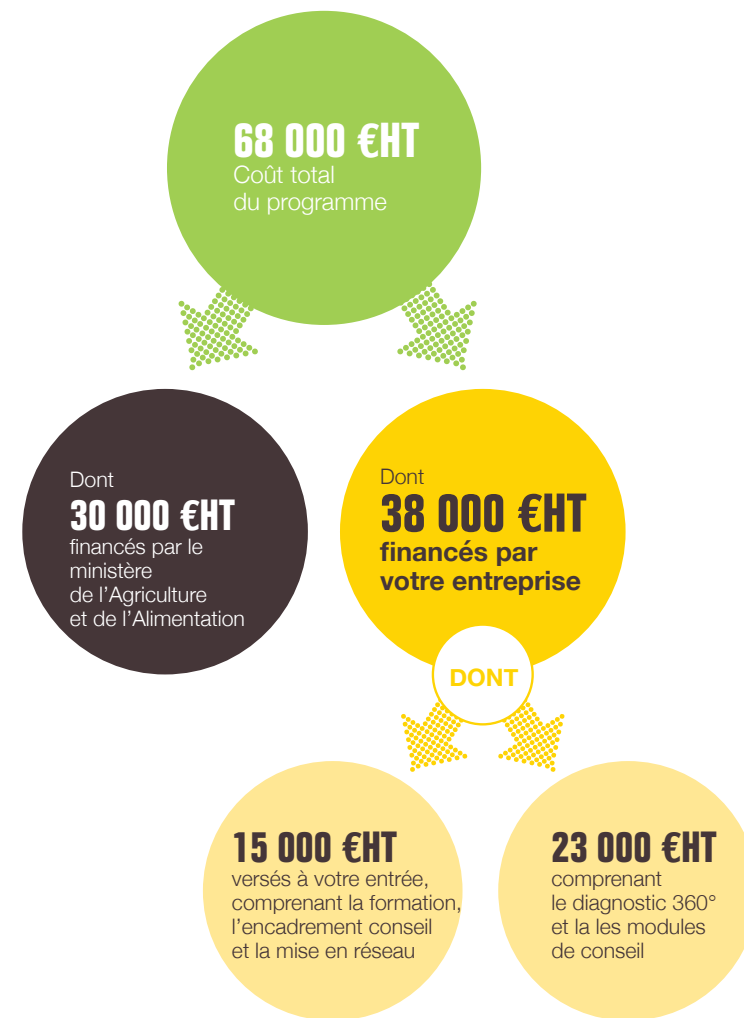 68 000 €HT
Coût total
du programme
Dont
30 000 €HT
financés par le
ministère
de l’Agriculture
et de l’Alimentation
Dont
38 000 €HT
financés par
votre entreprise
DONT
15 000 €HT
versés à votre entrée,
comprenant la formation,
l’encadrement conseil
et la mise en réseau
23 000 €HT
comprenant
le diagnostic 360°
et la les modules
de conseil